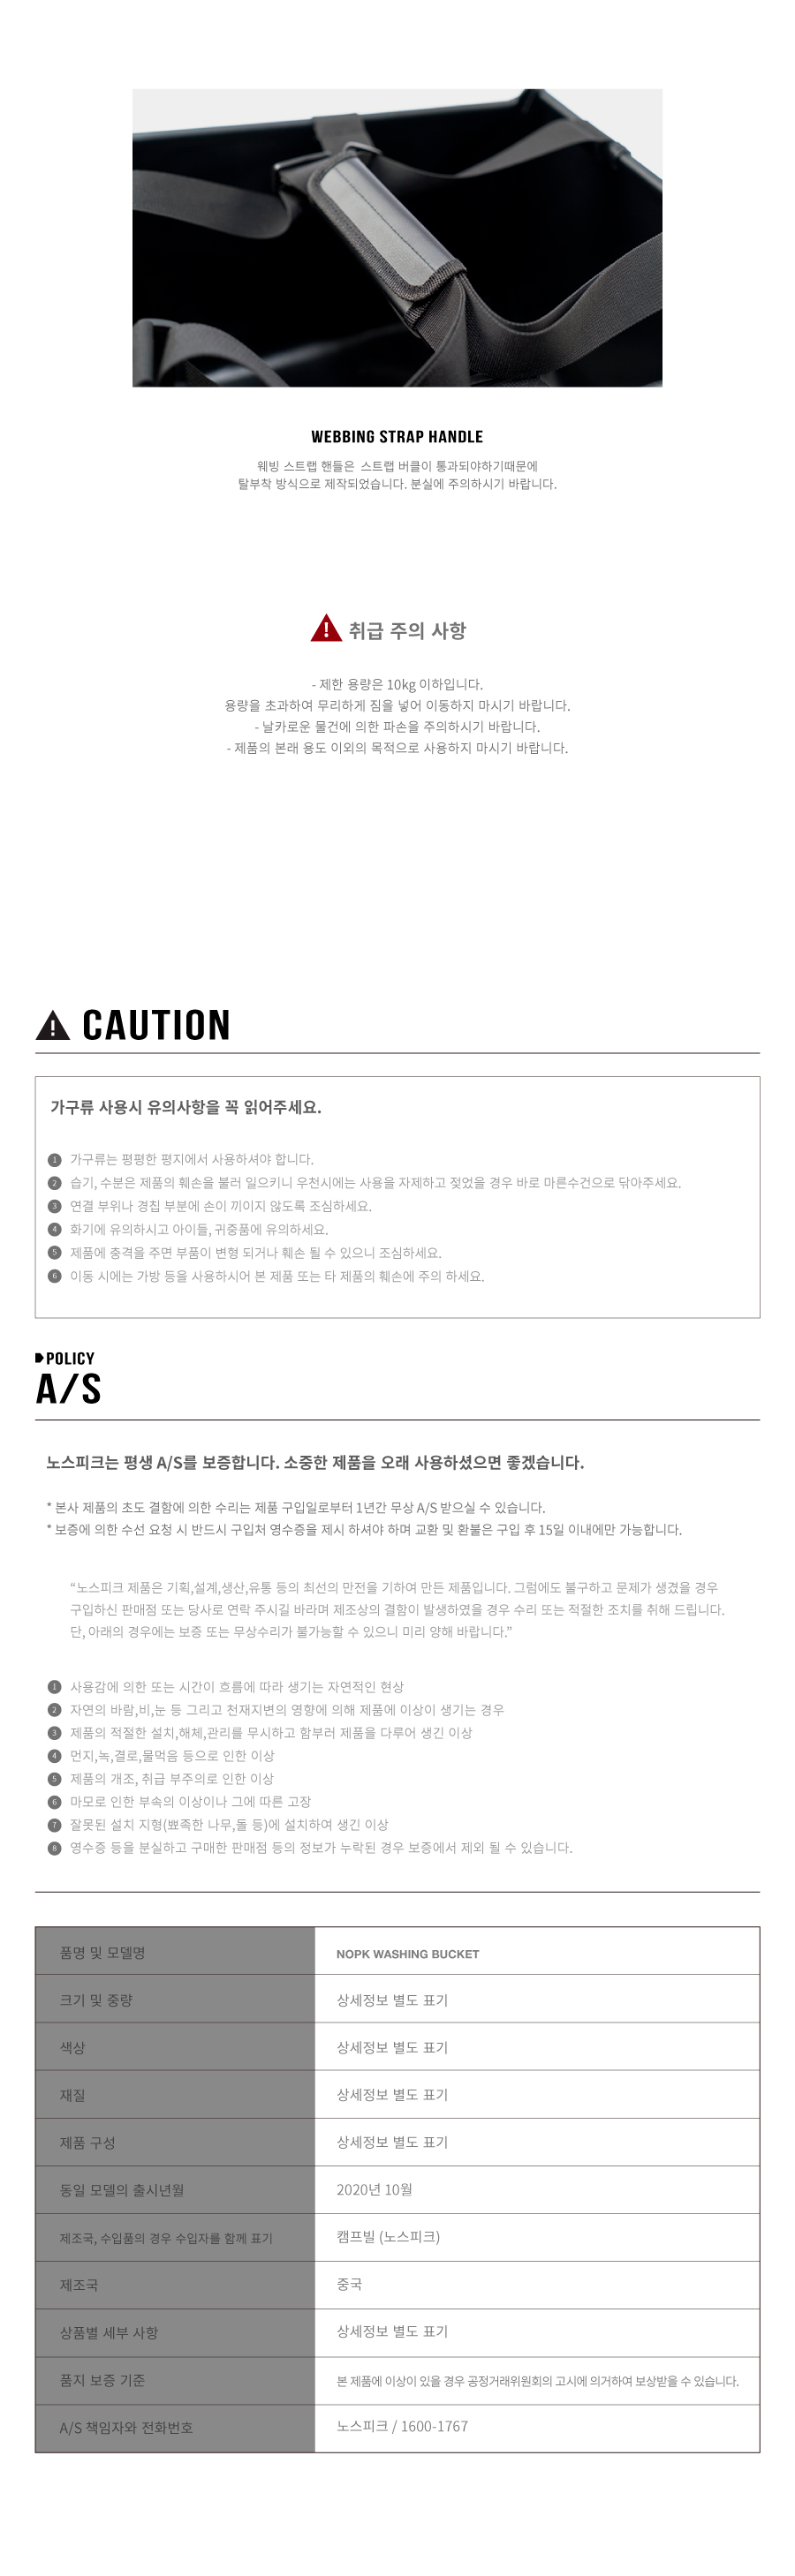 WEBBING STRAP HANDLE
웨빙 스트랩 핸들은 스트랩 버클이 통과되야하기때문에
탈부착 방식으로 제작되었습니다. 분실에 주의하시기 바랍니다.
취급 주의 사항
- 제한 용량은 10kg 이하입니다.
용량을 초과하여 무리하게 짐을 넣어 이동하지 마시기 바랍니다.
- 날카로운 물건에 의한 파손을 주의하시기 바랍니다.
- 제품의 본래 용도 이외의 목적으로 사용하지 마시기 바랍니다.
CAUTION
가구류 사용시 유의사항을 꼭 읽어주세요.
1 가구류는 평평한 평지에서 사용하셔야 합니다.
2 습기, 수분은 제품의 훼손을 불러 일으키니 우천시에는 사용을 자제하고 젖었을 경우 바로 마른수건으로 닦아주세요.
3 연결 부위나 경칩 부분에 손이 끼이지 않도록 조심하세요.
4 화기에 유의하시고 아이들, 귀중품에 유의하세요.
5 제품에 충격을 주면 부품이 변형 되거나 훼손 될 수 있으니 조심하세요.
6 이동 시에는 가방 등을 사용하시어 본 제품 또는 타 제품의 훼손에 주의 하세요.
POLICY
A/S
노스피크는 평생 A/S를 보증합니다. 소중한 제품을 오래 사용하셨으면 좋겠습니다.
* 본사 제품의 초도 결함에 의한 수리는 제품 구입일로부터 1년간 무상 A/S 받으실 수 있습니다.
* 보증에 의한 수선 요청 시 반드시 구입처 영수증을 제시 하셔야 하며 교환 및 환불은 구입 후 15일 이내에만 가능합니다.
“노스피크 제품은 기획,설계,생산,유통 등의 최선의 만전을 기하여 만든 제품입니다. 그럼에도 불구하고 문제가 생겼을 경우
구입하신 판매점 또는 당사로 연락 주시길 바라며 제조상의 결함이 발생하였을 경우 수리 또는 적절한 조치를 취해 드립니다.
단, 아래의 경우에는 보증 또는 무상수리가 불가능할 수 있으니 미리 양해 바랍니다.”
1 사용감에 의한 또는 시간이 흐름에 따라 생기는 자연적인 현상
2 자연의 바람,비,눈 등 그리고 천재지변의 영향에 의해 제품에 이상이 생기는 경우
3 제품의 적절한 설치,해체,관리를 무시하고 함부러 제품을 다루어 생긴 이상
4 먼지,녹,결로,물먹음 등으로 인한 이상
5 제품의 개조, 취급 부주의로 인한 이상
6 마모로 인한 부속의 이상이나 그에 따른 고장
7 잘못된 설치 지형(뾰족한 나무,돌 등)에 설치하여 생긴 이상
8 영수증 등을 분실하고 구매한 판매점 등의 정보가 누락된 경우 보증에서 제외 될 수 있습니다.
품명 및 모델명 NOPK WASHING BUCKET
크기 및 중량 상세정보 별도 표기
색상 상세정보 별도 표기
재질 상세정보 별도 표기
제품 구성 상세정보 별도 표기
동일 모델의 출시년월 2020년 10월
제조국, 수입품의 경우 수입자를 함께 표기 캠프빌 (노스피크)
제조국 중국
상품별 세부 사항 상세정보 별도 표기
품지 보증 기준 본 제품에 이상이 있을 경우 공정거래위원회의 고시에 의거하여 보상받을 수 있습니다.
A/S 책임자와 전화번호 노스피크 / 1600-1767